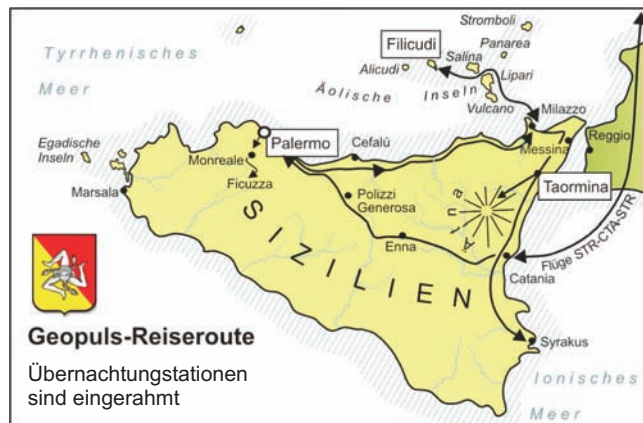 Stromboli
Filicudi
Panarea
Salina
Tyrrhenisches
Meer
Alicudi
Lipari
Äolische Inseln
Vulcano
Milazzo
Egadische
Inseln
Palermo
Cefalú
Messina
Reggio
Monreale
Ficuzza
Taormina
Marsala
Polizzi
Generosa
Ätna
Enna
SIZILIEN
Flüge STR-CTA-STR
Catania
Geopuls-Reiseroute
Syrakus
Übernachtungstationen
sind eingerahmt
Ionisches
Meer